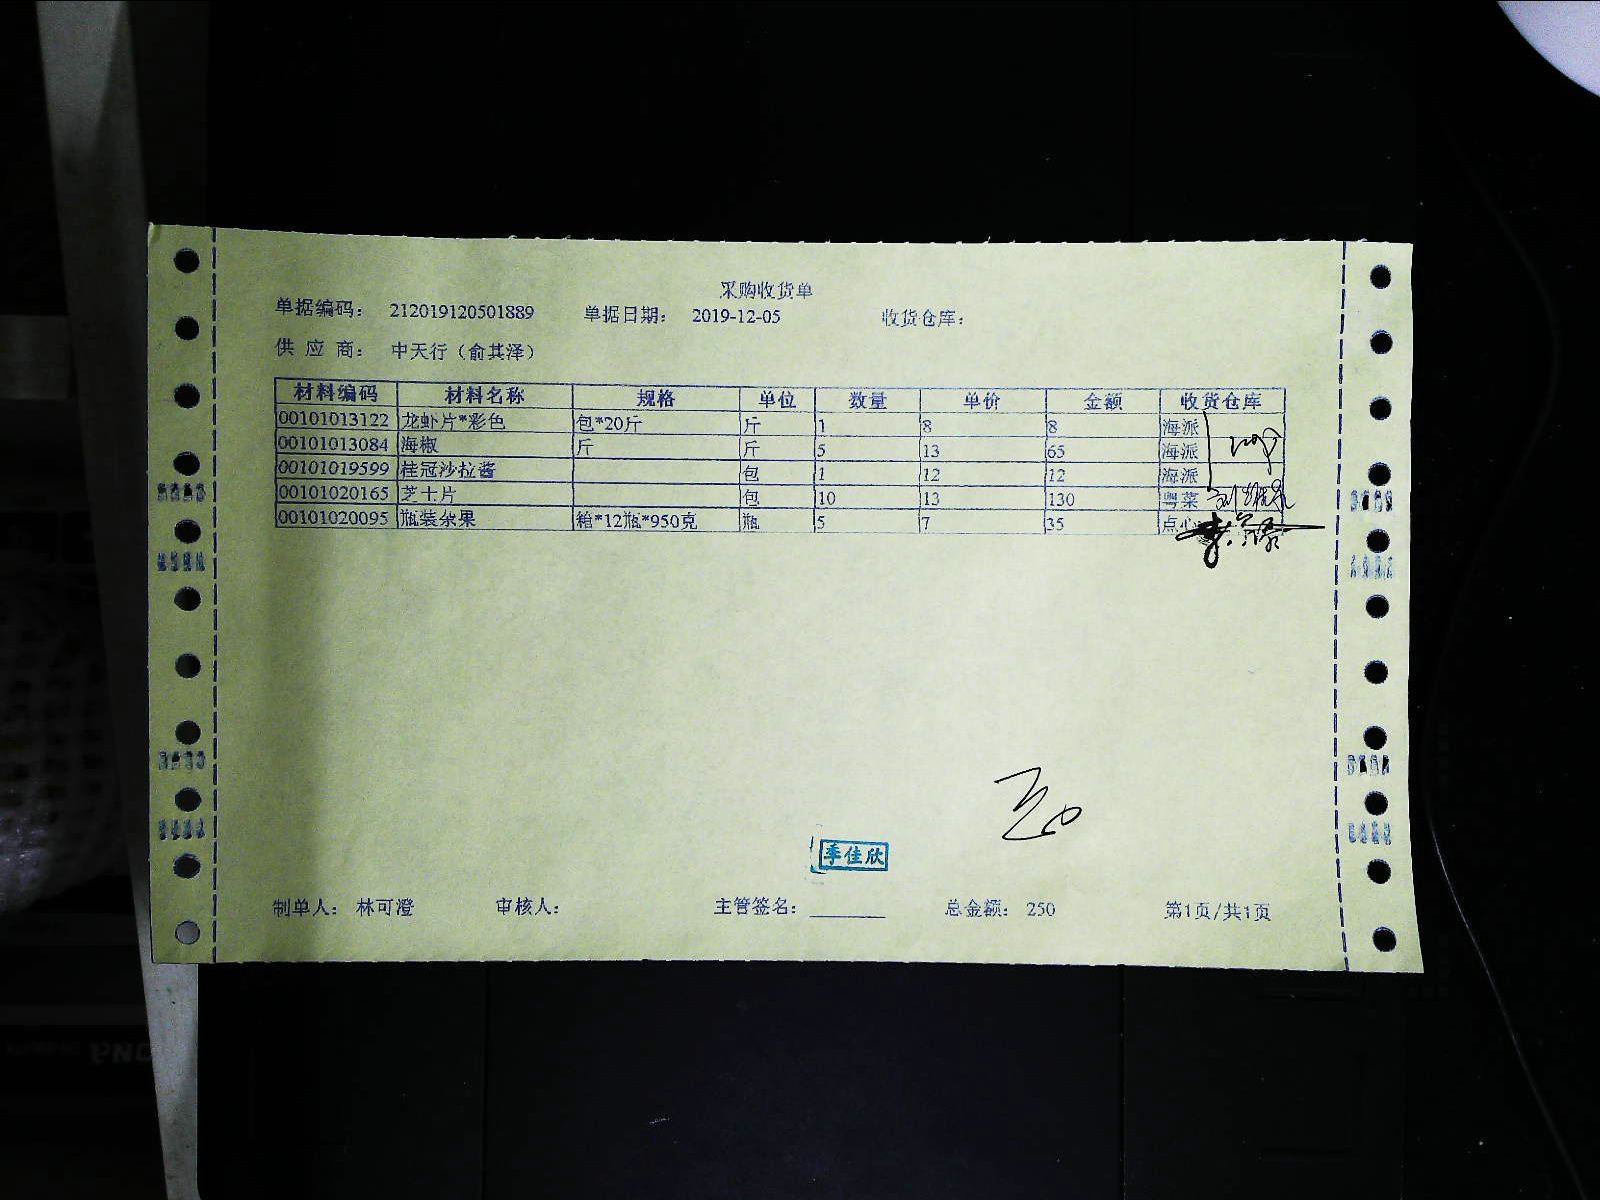 采购收货单
单据编码： 212019120501889 单据日期： 2019-12-05 收货仓库：
供 应 商： 中天行（俞其泽）
材料编码 材料名称 规格 单位 数量 单价 金额 收货仓库
00101013122 龙虾片*彩色 包*20斤 斤 1 8 8 海派
00101013084 海椒 斤 斤 5 13 65 海派
00101019599 桂冠沙拉酱 包 1 12 12 海派
00101020165 芝士片 包 10 13 130 粤菜
00101020095 瓶装杂果 箱*12瓶*950克 瓶 5 7 35 点心
季佳欣
制单人： 林可澄 审核人： 主管签名： 总金额： 250 第1页/共1页